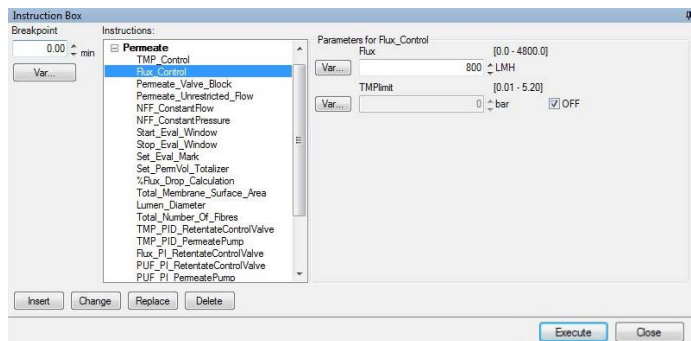 Instruction Box
Breakpoint
0.00 min
Var...
Instructions:
Permeate
TMP_Control
Flux_Control
Permeate_Valve_Block
Permeate_Unrestricted_Flow
NFF_ConstantFlow
NFF_ConstantPressure
Start_Eval_Window
Stop_Eval_Window
Set_Eval_Mark
Set_PermVol_Totalizer
%Flux_Drop_Calculation
Total_Membrane_Surface_Area
Lumen_Diameter
Total_Number_Of_Fibres
TMP_PID_RetentateControlValve
TMP_PID_PermeatePump
Flux_PI_RetentateControlValve
PUF_PI_RetentateControlValve
PUF_PI_PermeatePump
Parameters for Flux_Control
Flux [0.0 - 4800.0]
Var... 800 LMH
TMPlimit [0.01 - 5.20]
Var... 0 bar OFF
Insert Change Replace Delete
Execute Close